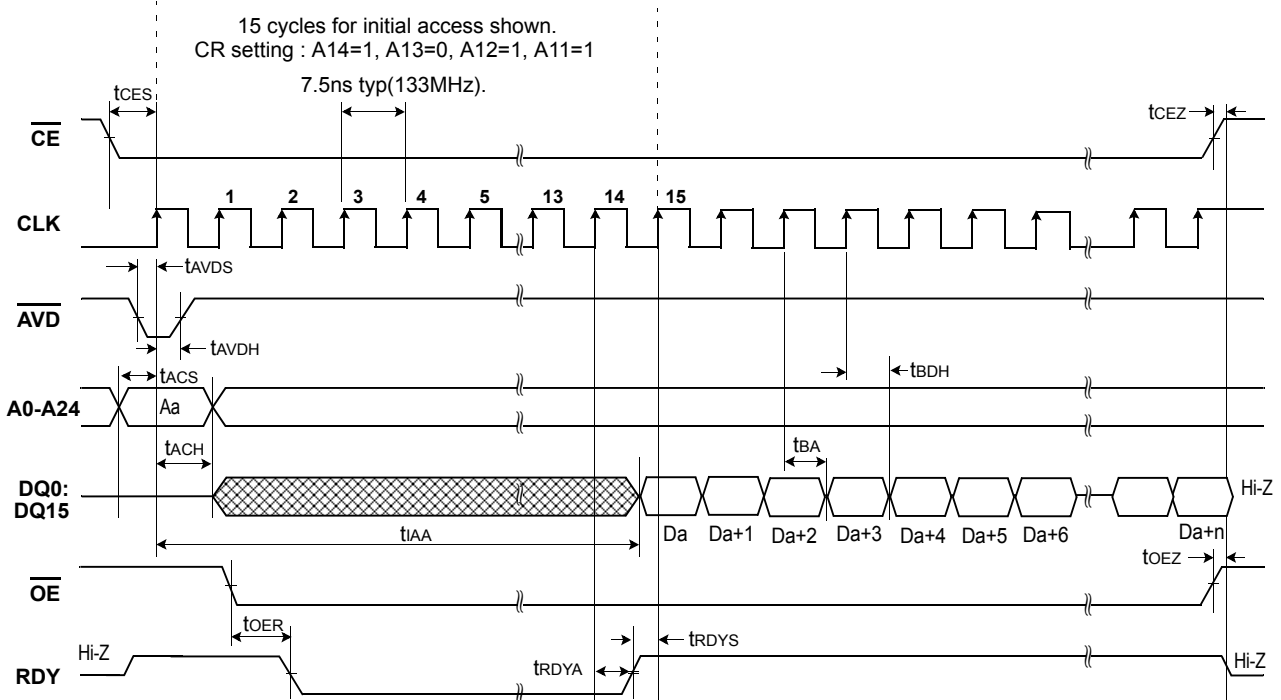 15 cycles for initial access shown.
CR setting : A14=1, A13=0, A12=1, A11=1
7.5ns typ(133MHz).
tCES
tCEZ
CE
1 2 3 4 5 13 14 15
CLK
tAVDS
AVD
tAVDH
tACS
tBDH
A0-A24
Aa
tBA
tACH
DQ0:
DQ15
Hi-Z
tIAA
Da Da+1 Da+2 Da+3 Da+4 Da+5 Da+6 Da+n
tOEZ
OE
tOER
Hi-Z
tRDYS
Hi-Z
RDY
tRDYA